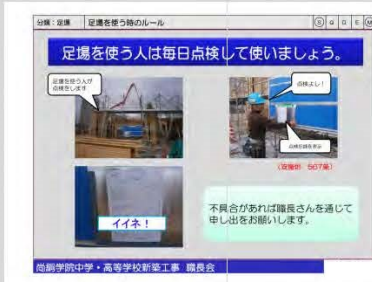 分類：足場 足場を使う時のルール S Q D E M
足場を使う人は毎日点検して使いましょう。
足場を使う人が
点検をします
点検よし！
イイネ！
不具合があれば職長さんを通じて
申し出をお願いします。
尚絅学院中学・高等学校新築工事 職長会